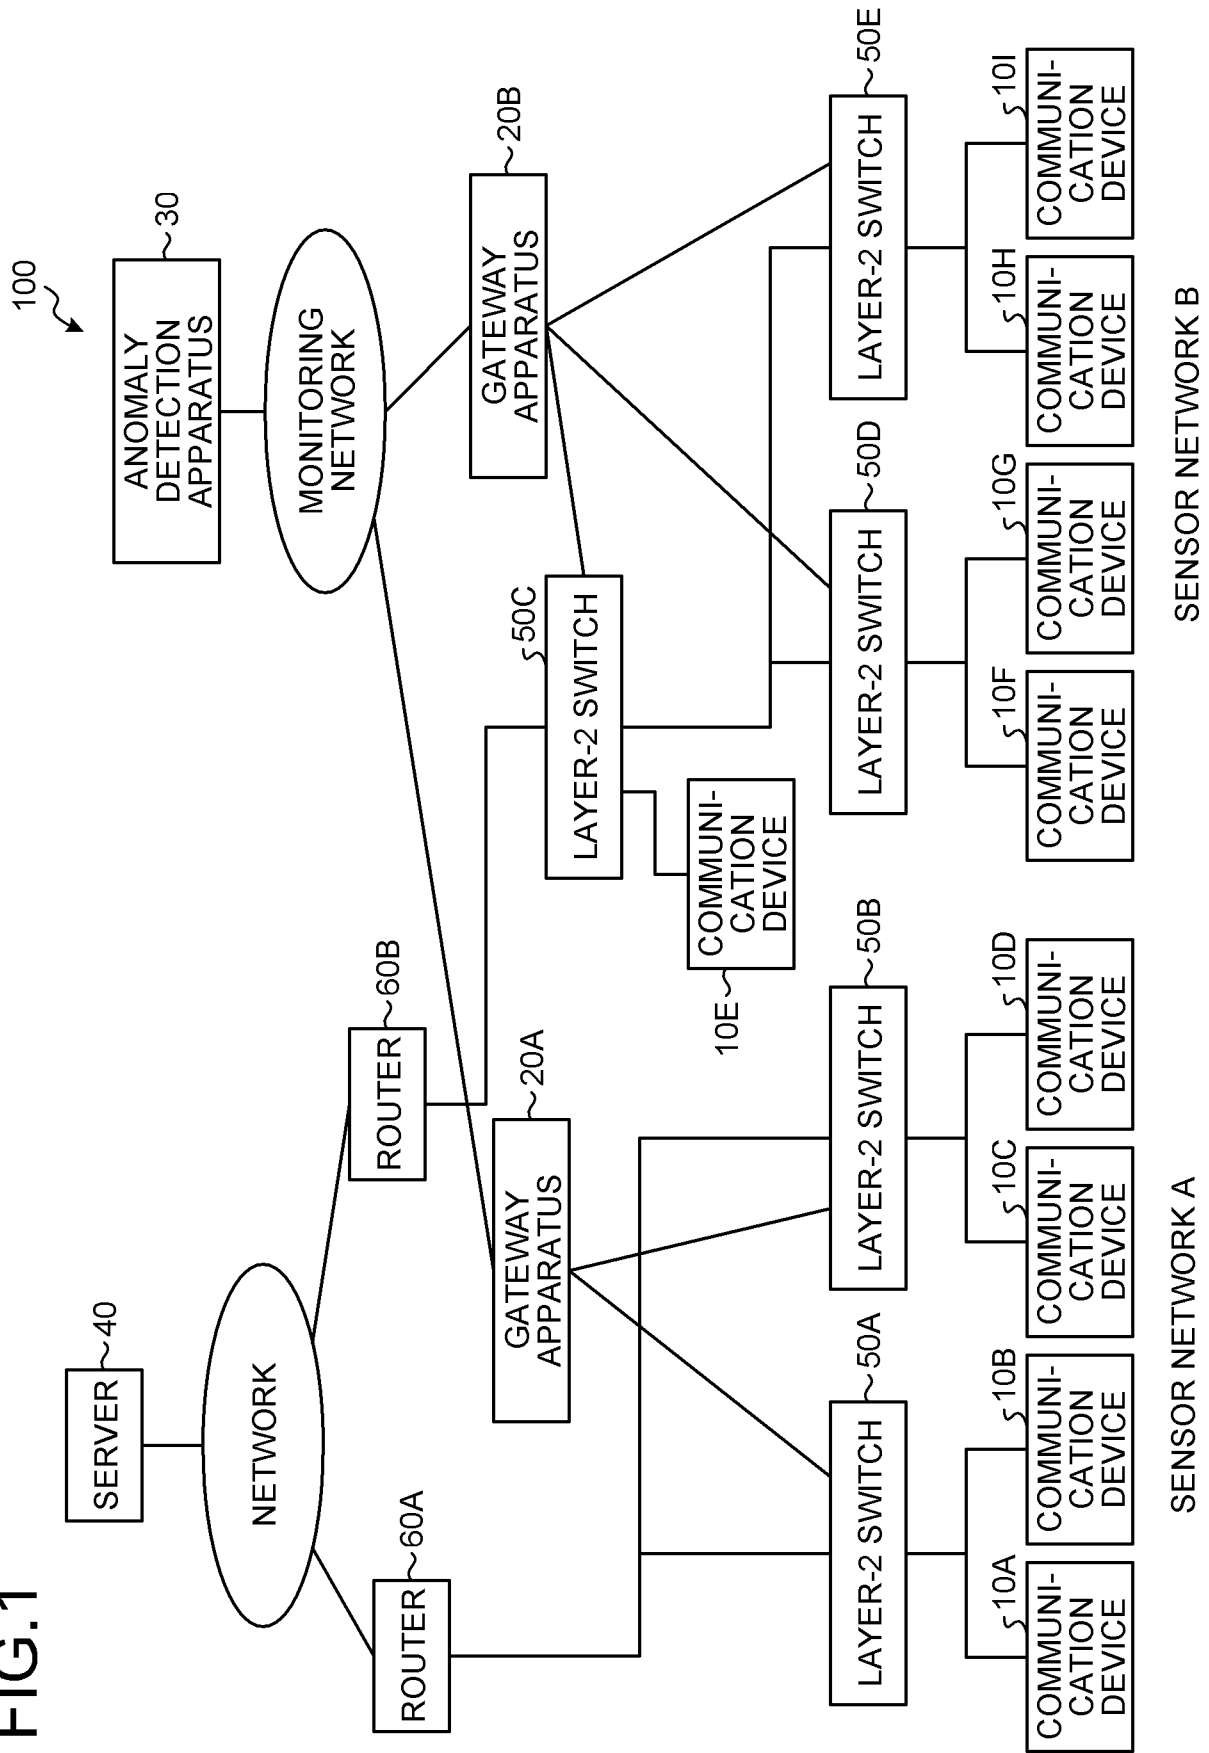 FIG.1
100
SERVER
40
NETWORK
ANOMALY
DETECTION
APPARATUS
30
MONITORING
NETWORK
ROUTER
60A
ROUTER
60B
GATEWAY
APPARATUS
20A
GATEWAY
APPARATUS
20B
LAYER-2 SWITCH
50C
COMMUNI-
CATION
DEVICE
10E
LAYER-2 SWITCH
50A
LAYER-2 SWITCH
50B
LAYER-2 SWITCH
50D
LAYER-2 SWITCH
50E
10A
COMMUNI-
CATION
DEVICE
10B
COMMUNI-
CATION
DEVICE
10C
COMMUNI-
CATION
DEVICE
10D
COMMUNI-
CATION
DEVICE
10F
COMMUNI-
CATION
DEVICE
10G
COMMUNI-
CATION
DEVICE
10H
COMMUNI-
CATION
DEVICE
10I
COMMUNI-
CATION
DEVICE
SENSOR NETWORK A
SENSOR NETWORK B